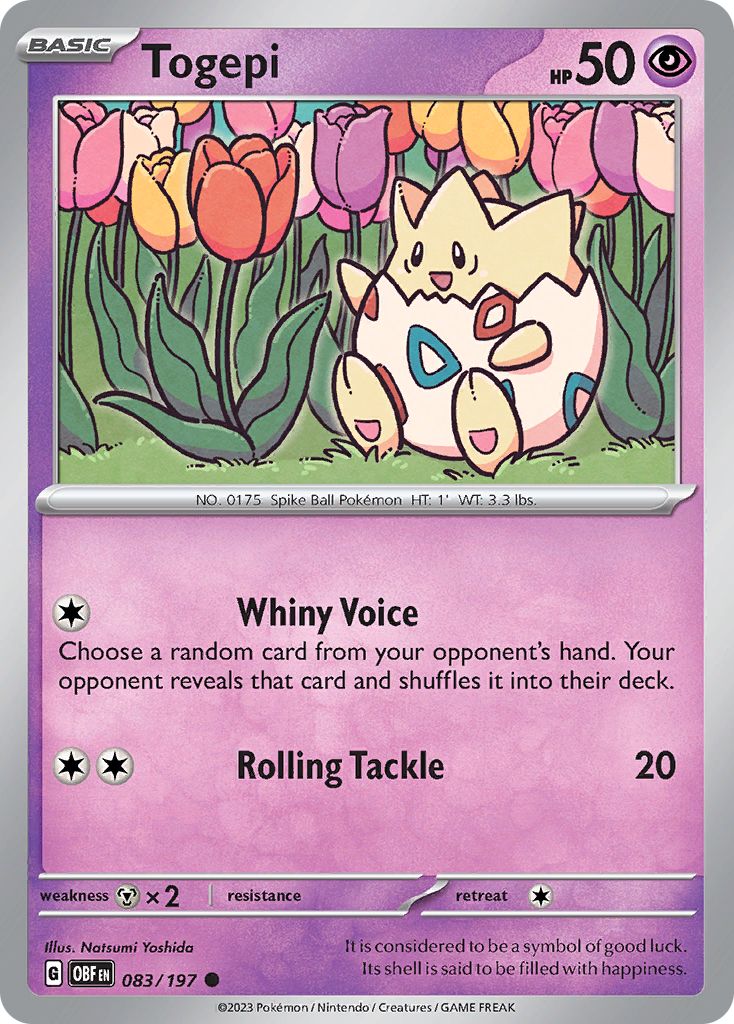 BASIC
Togepi
HP 50
NO. 0175 Spike Ball Pokémon HT: 1' WT: 3.3 lbs.
Whiny Voice
Choose a random card from your opponent's hand. Your
opponent reveals that card and shuffles it into their deck.
Rolling Tackle 20
weakness ×2 resistance retreat
Illus. Natsumi Yoshida
It is considered to be a symbol of good luck.
Its shell is said to be filled with happiness.
G OBF EN 083/197
©2023 Pokémon / Nintendo / Creatures / GAME FREAK